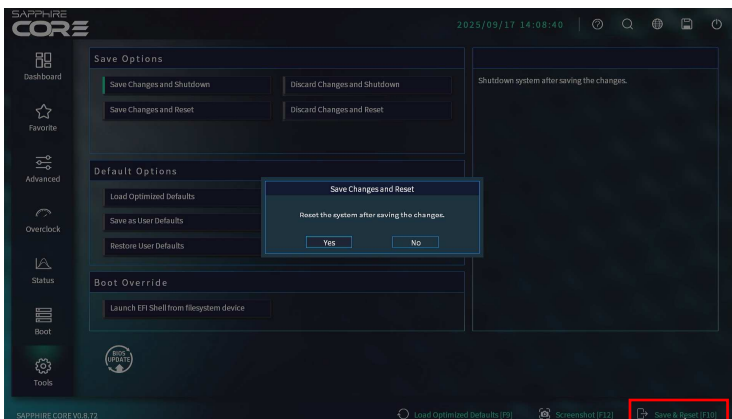 SAPPHIRE
CORE
2025/09/17 14:08:40
Dashboard
Favorite
Advanced
Overclock
Status
Boot
Tools
Save Options
Save Changes and Shutdown
Discard Changes and Shutdown
Save Changes and Reset
Discard Changes and Reset
Shutdown system after saving the changes.
Default Options
Load Optimized Defaults
Save as User Defaults
Restore User Defaults
Save Changes and Reset
Reset the system after saving the changes.
Yes No
Boot Override
Launch EFI Shell from filesystem device
BIOS
UPDATE
SAPPHIRE CORE V0.8.72
Load Optimized Defaults [F9] Screenshot [F12] Save & Reset [F10]